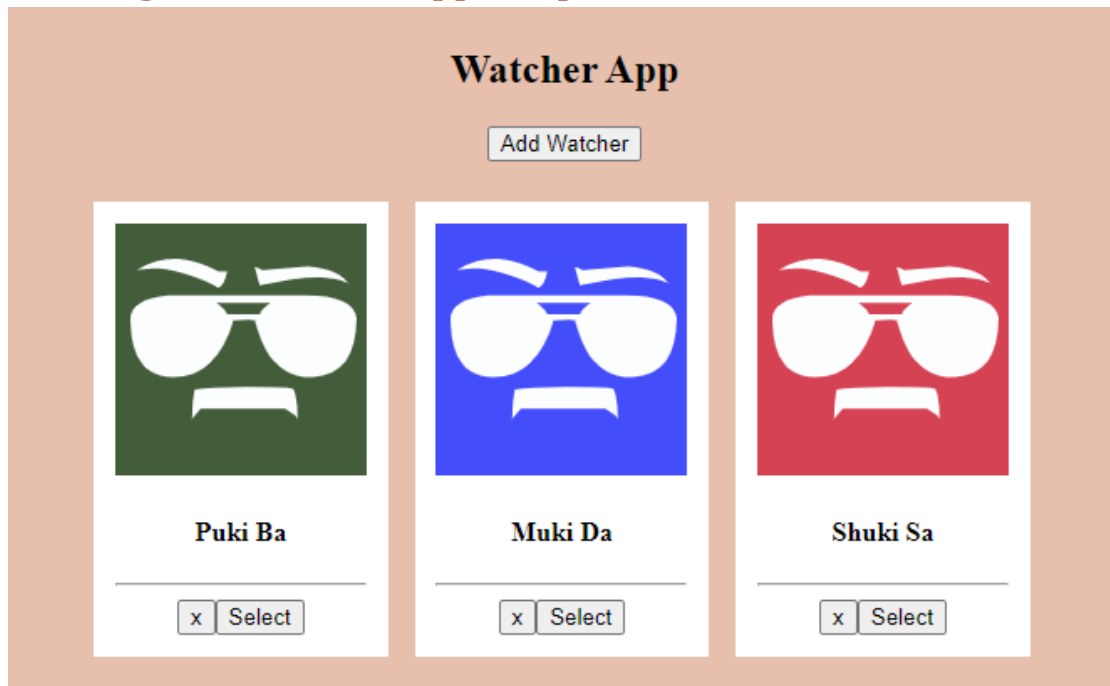 Watcher App
Add Watcher
Puki Ba
Muki Da
Shuki Sa
x Select
x Select
x Select